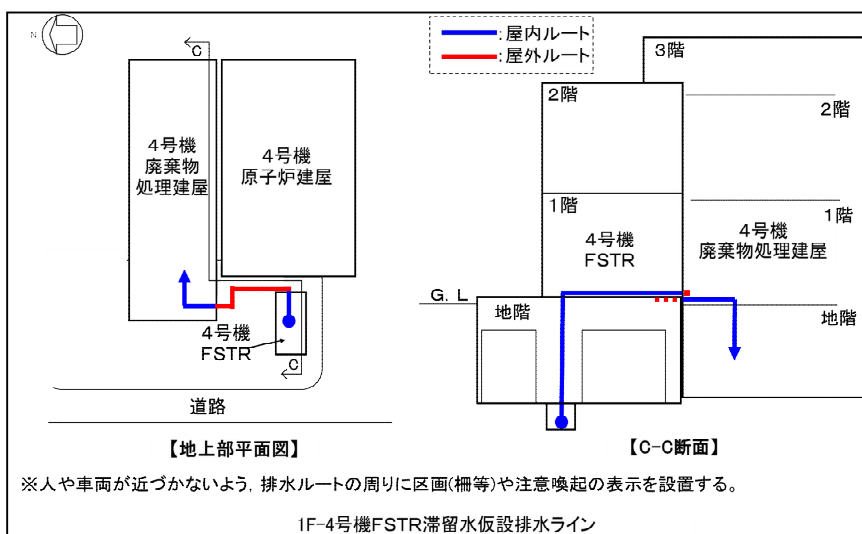 N
C
:屋内ルート
:屋外ルート
4号機
廃棄物
処理建屋
4号機
原子炉建屋
4号機
FSTR
C
道路
【地上部平面図】
3階
2階
2階
1階
1階
4号機
FSTR
4号機
廃棄物処理建屋
G.L
地階
地階
【C-C断面】
※人や車両が近づかないよう，排水ルートの周りに区画(柵等)や注意喚起の表示を設置する。
1F-4号機FSTR滞留水仮設排水ライン